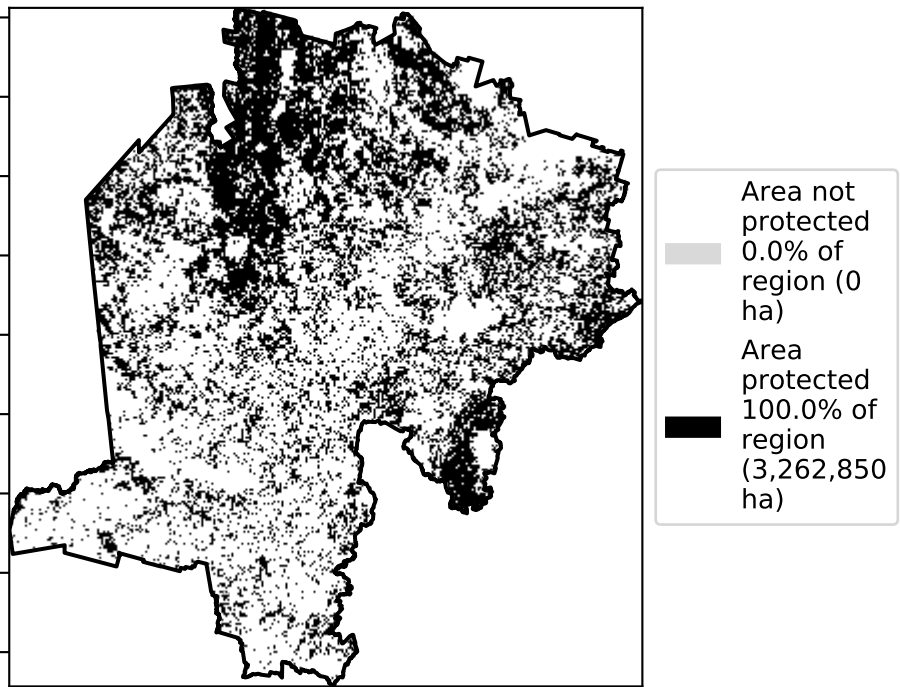 Area not
protected
0.0% of
region (0
ha)
Area
protected
100.0% of
region
(3,262,850
ha)